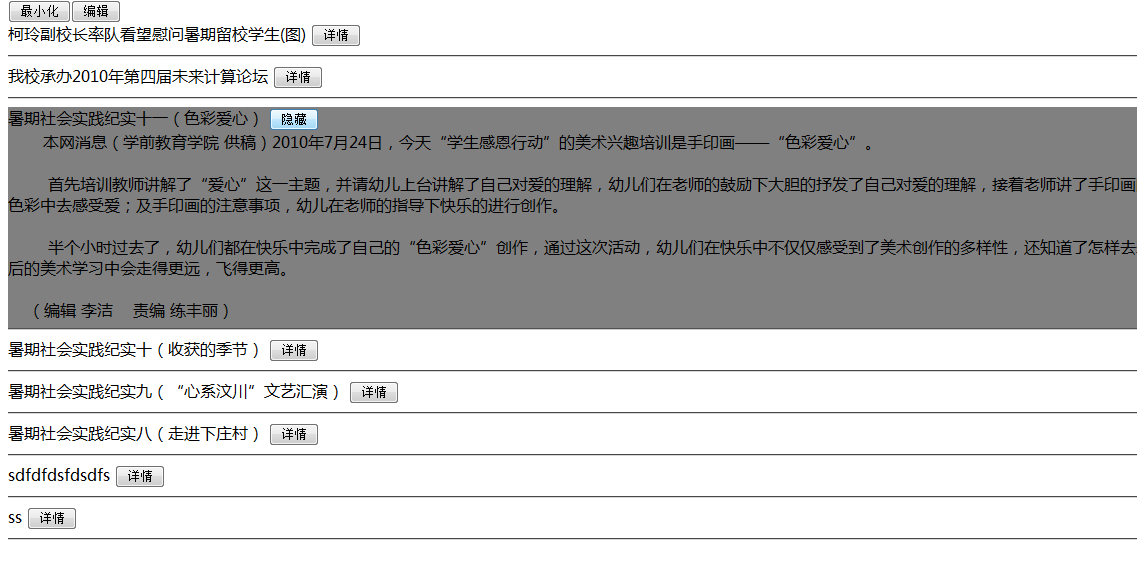 最小化 编辑
柯玲副校长率队看望慰问暑期留校学生(图) 详情
我校承办2010年第四届未来计算论坛 详情
暑期社会实践纪实十一（色彩爱心） 隐藏
本网消息（学前教育学院 供稿）2010年7月24日，今天“学生感恩行动”的美术兴趣培训是手印画——“色彩爱心”。
首先培训教师讲解了“爱心”这一主题，并请幼儿上台讲解了自己对爱的理解，幼儿们在老师的鼓励下大胆的抒发了自己对爱的理解，接着老师讲了手印画
色彩中去感受爱；及手印画的注意事项，幼儿在老师的指导下快乐的进行创作。
半个小时过去了，幼儿们都在快乐中完成了自己的“色彩爱心”创作，通过这次活动，幼儿们在快乐中不仅仅感受到了美术创作的多样性，还知道了怎样去
后的美术学习中会走得更远，飞得更高。
（编辑 李洁 责编 练丰丽）
暑期社会实践纪实十（收获的季节） 详情
暑期社会实践纪实九（“心系汶川”文艺汇演） 详情
暑期社会实践纪实八（走进下庄村） 详情
sdfdfdsfdsdfs 详情
ss 详情